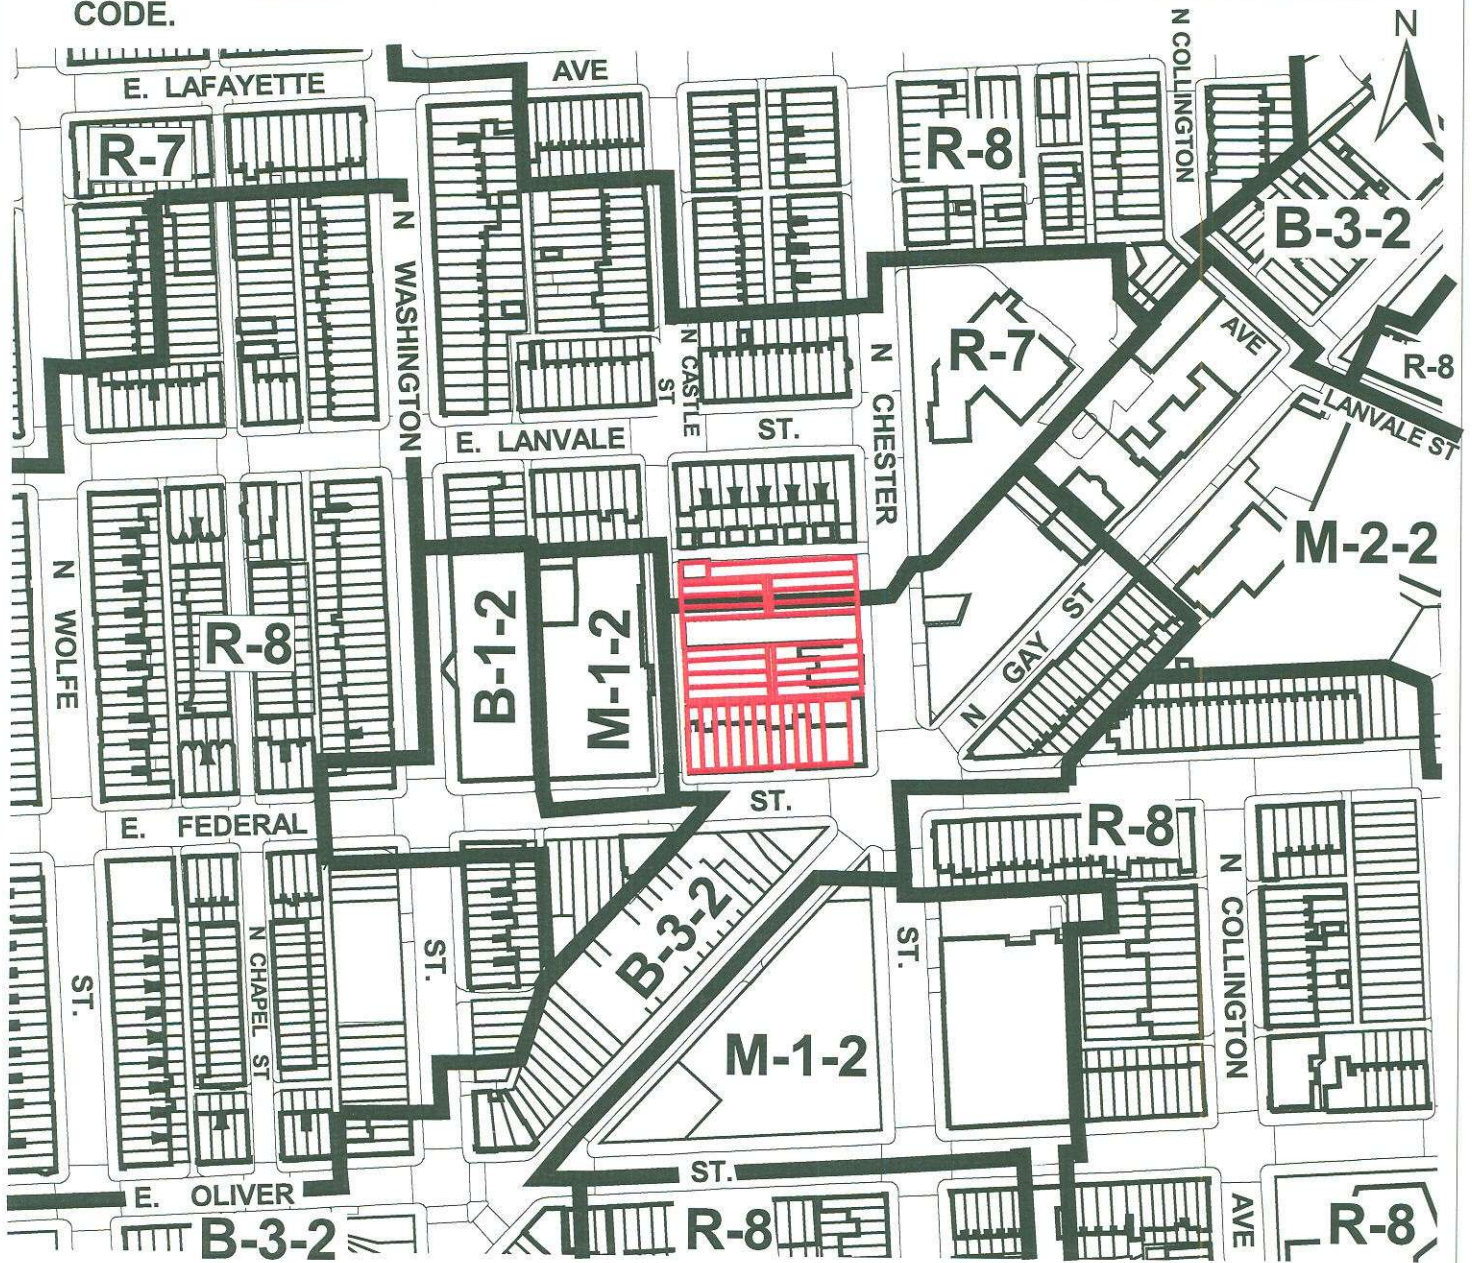 CODE.
N
N COLLINGTON
E. LAFAYETTE
AVE
R-7
R-8
B-3-2
N WASHINGTON
N CASTLE ST
N CHESTER
R-7
AVE
R-8
LANVALE ST
E. LANVALE
ST.
M-2-2
N WOLFE
R-8
B-1-2
M-1-2
N GAY ST
E. FEDERAL
ST.
R-8
B-3-2
N COLLINGTON
ST.
N CHAPEL ST
ST.
ST.
M-1-2
E. OLIVER
ST.
B-3-2
R-8
AVE
R-8